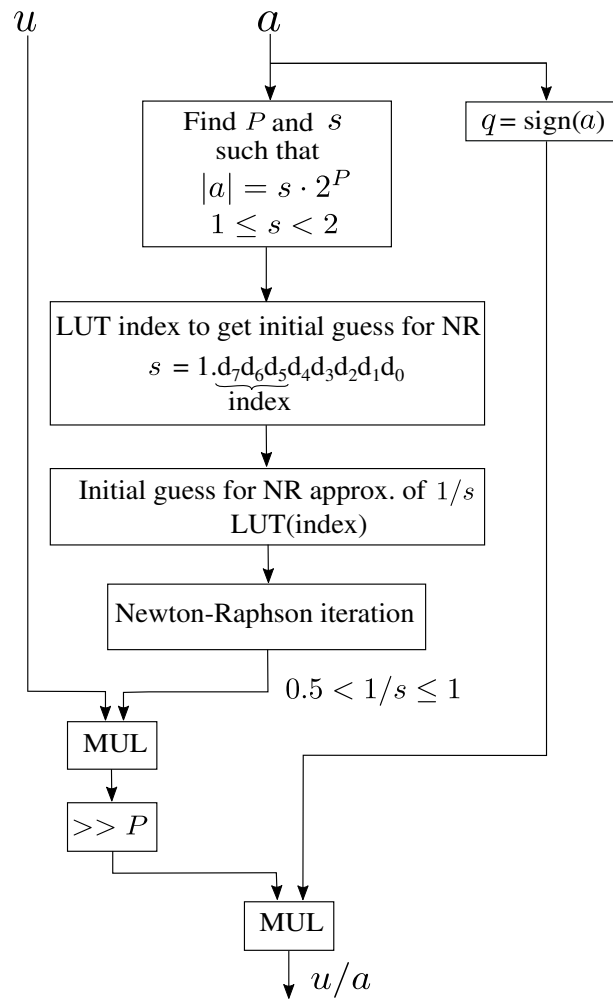 u
a
Find P and s
such that
|a| = s · 2^P
1 ≤ s < 2
q = sign(a)
LUT index to get initial guess for NR
s = 1.d₇d₆d₅d₄d₃d₂d₁d₀
index
Initial guess for NR approx. of 1/s
LUT(index)
Newton-Raphson iteration
0.5 < 1/s ≤ 1
MUL
>> P
MUL
u/a